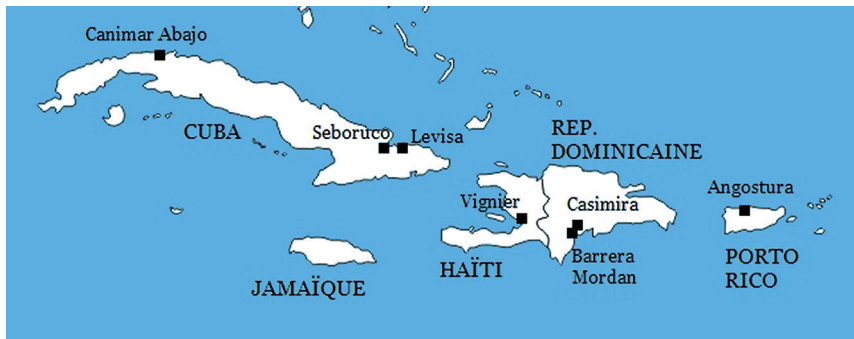 Canimar Abajo
CUBA
Seboruco
Levisa
REP.
DOMINICAINE
Vignier
Casimira
Angostura
JAMAÏQUE
HAÏTI
Barrera
Mordan
PORTO
RICO